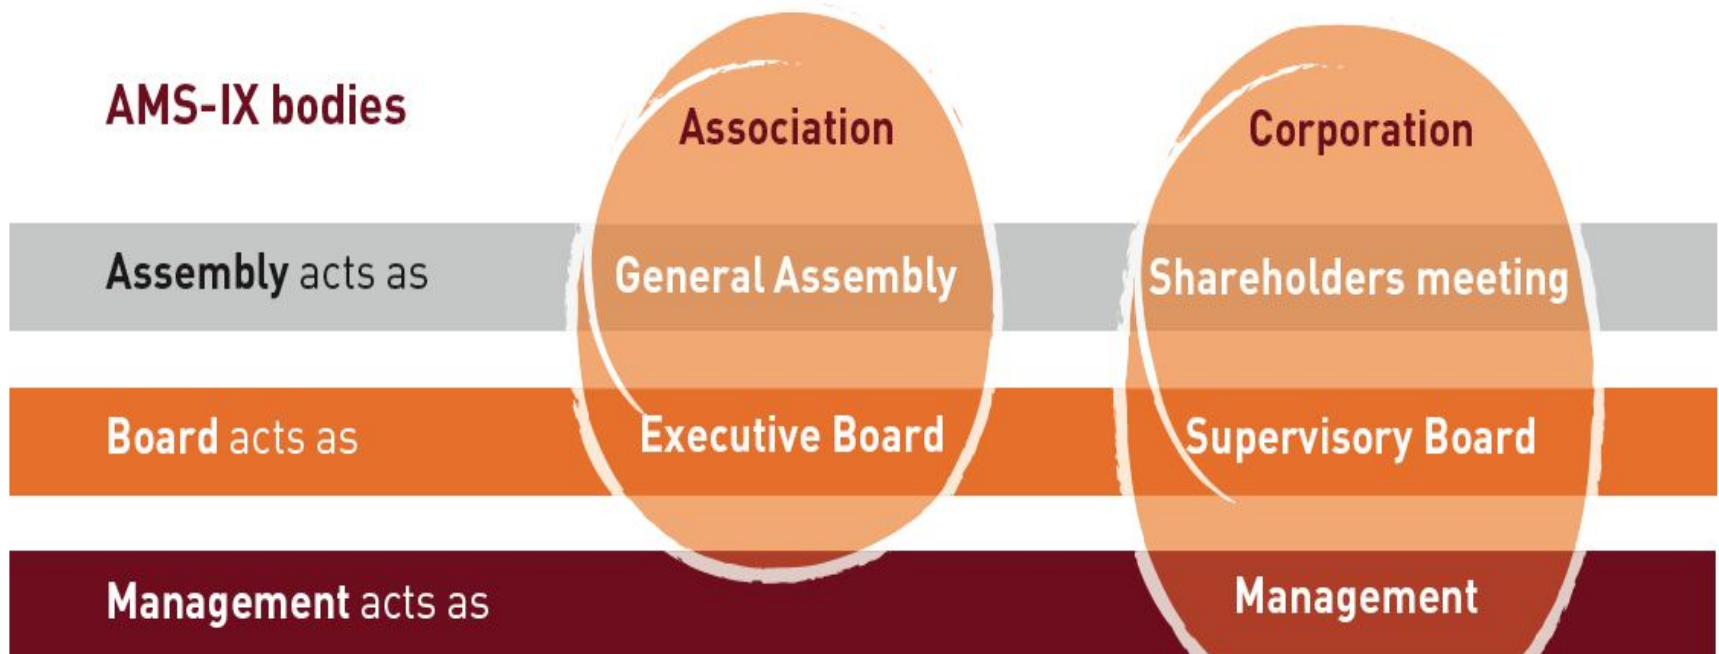 AMS-IX bodies
Association
Corporation
Assembly acts as
General Assembly
Shareholders meeting
Board acts as
Executive Board
Supervisory Board
Management acts as
Management